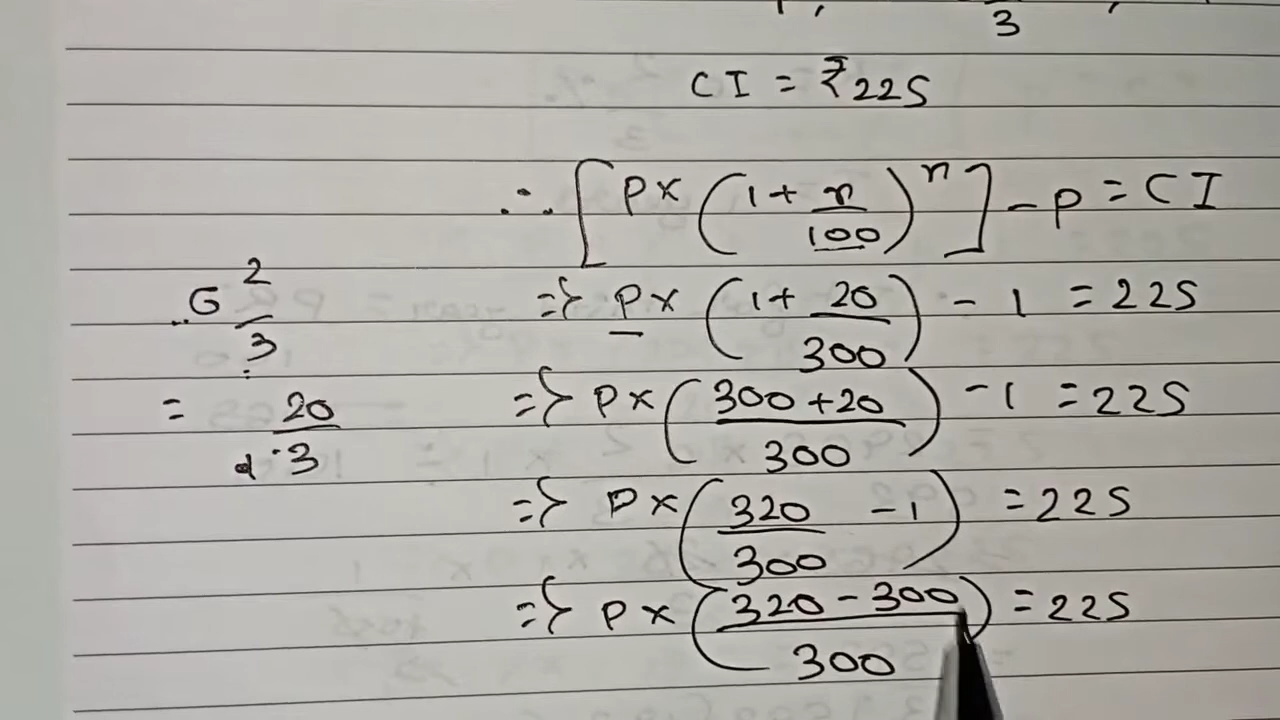 3
CI = ₹225
∴ [P× (1 + r/100)^n] - P = CI
6 2/3
=> P× (1 + 20/300) - 1 = 225
= 20/3
=> P× (300 + 20/300) - 1 = 225
=> P× (320/300 - 1) = 225
=> P× (320 - 300/300) = 225